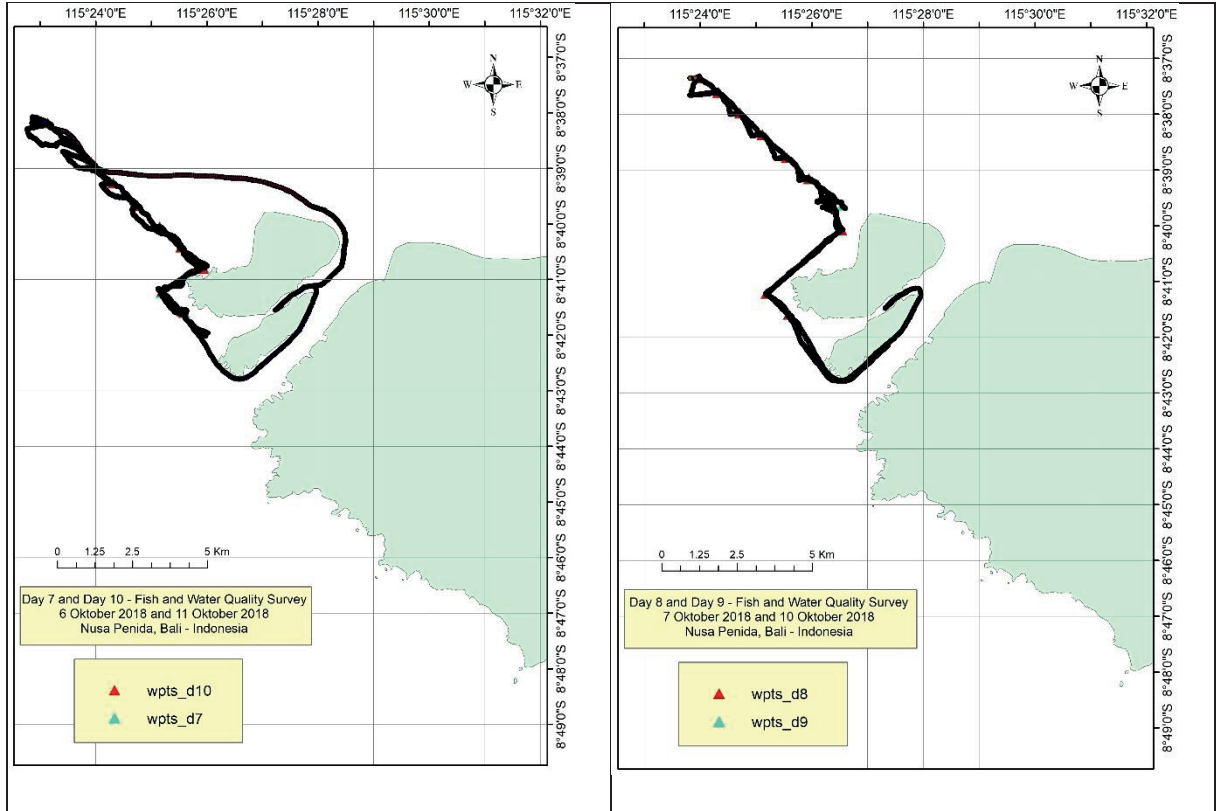 115°24'0"E 115°26'0"E 115°28'0"E 115°30'0"E 115°32'0"E
N
W E
S
8°37'0"S
8°38'0"S
8°39'0"S
8°40'0"S
8°41'0"S
8°42'0"S
8°43'0"S
8°44'0"S
8°45'0"S
8°46'0"S
8°47'0"S
8°48'0"S
8°49'0"S
0 1.25 2.5 5 Km
Day 7 and Day 10 - Fish and Water Quality Survey
6 Oktober 2018 and 11 Oktober 2018
Nusa Penida, Bali - Indonesia
wpts_d10
wpts_d7
115°24'0"E 115°26'0"E 115°28'0"E 115°30'0"E 115°32'0"E
N
W E
S
8°37'0"S
8°38'0"S
8°39'0"S
8°40'0"S
8°41'0"S
8°42'0"S
8°43'0"S
8°44'0"S
8°45'0"S
8°46'0"S
8°47'0"S
8°48'0"S
8°49'0"S
0 1.25 2.5 5 Km
Day 8 and Day 9 - Fish and Water Quality Survey
7 Oktober 2018 and 10 Oktober 2018
Nusa Penida, Bali - Indonesia
wpts_d8
wpts_d9